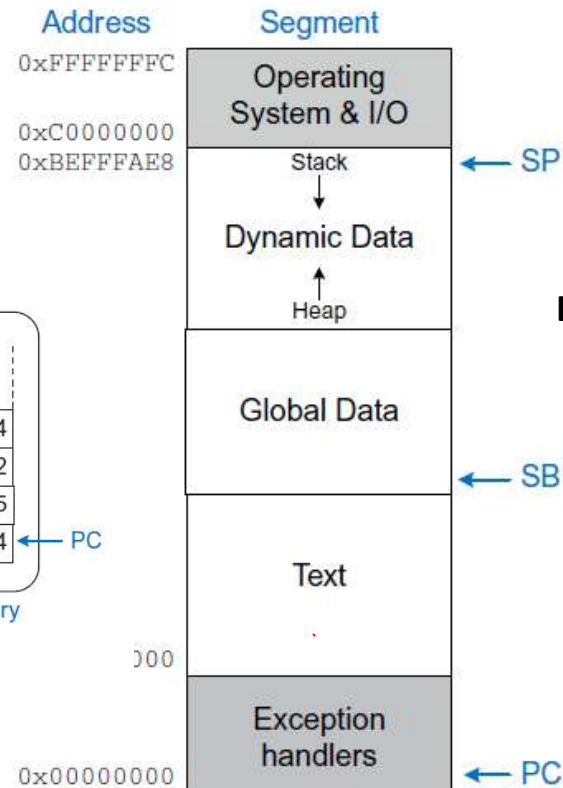 Address Segment
0xFFFFFFFC
Operating
System & I/O
0xC0000000
0xBEFFFAE8 Stack SP
Dynamic Data
Heap
Global Data
4
2
SB
5
4 PC
Text
ry
000
Exception
handlers
0x00000000 PC